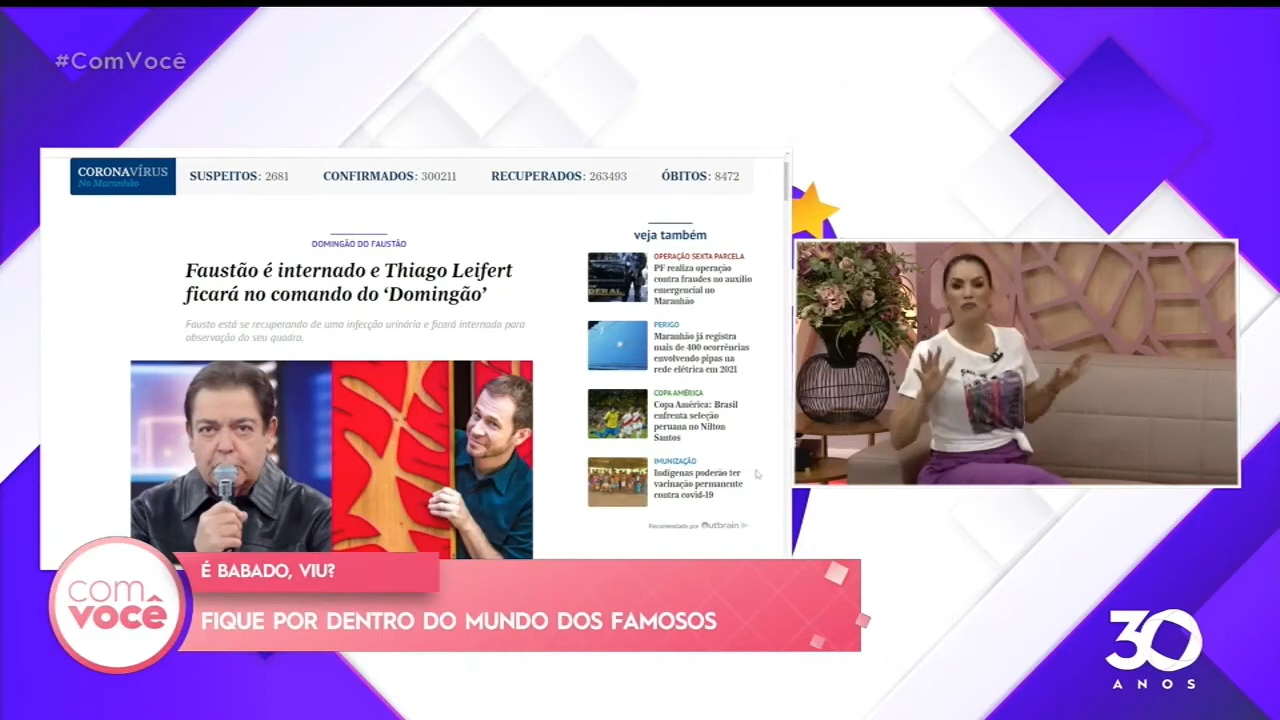 #ComVocê
CORONAVÍRUS
No Maranhão
SUSPEITOS: 2681
CONFIRMADOS: 300211
RECUPERADOS: 263493
ÓBITOS: 8472
DOMINGÃO DO FAUSTÃO
Faustão é internado e Thiago Leifert
ficará no comando do ‘Domingão’
Fausto está se recuperando de uma infecção urinária e ficará internado para
observação do seu quadro.
veja também
OPERAÇÃO SEXTA PARCELA
PF realiza operação
contra fraudes no auxílio
emergencial no
Maranhão
PERIGO
Maranhão já registra
mais de 400 ocorrências
envolvendo pipas na
rede elétrica em 2021
COPA AMÉRICA
Copa América: Brasil
enfrenta seleção
peruana no Nilton
Santos
IMUNIZAÇÃO
Indígenas poderão ter
vacinação permanente
contra covid-19
Recomendado por Outbrain
com
você
É BABADO, VIU?
FIQUE POR DENTRO DO MUNDO DOS FAMOSOS
30
ANOS